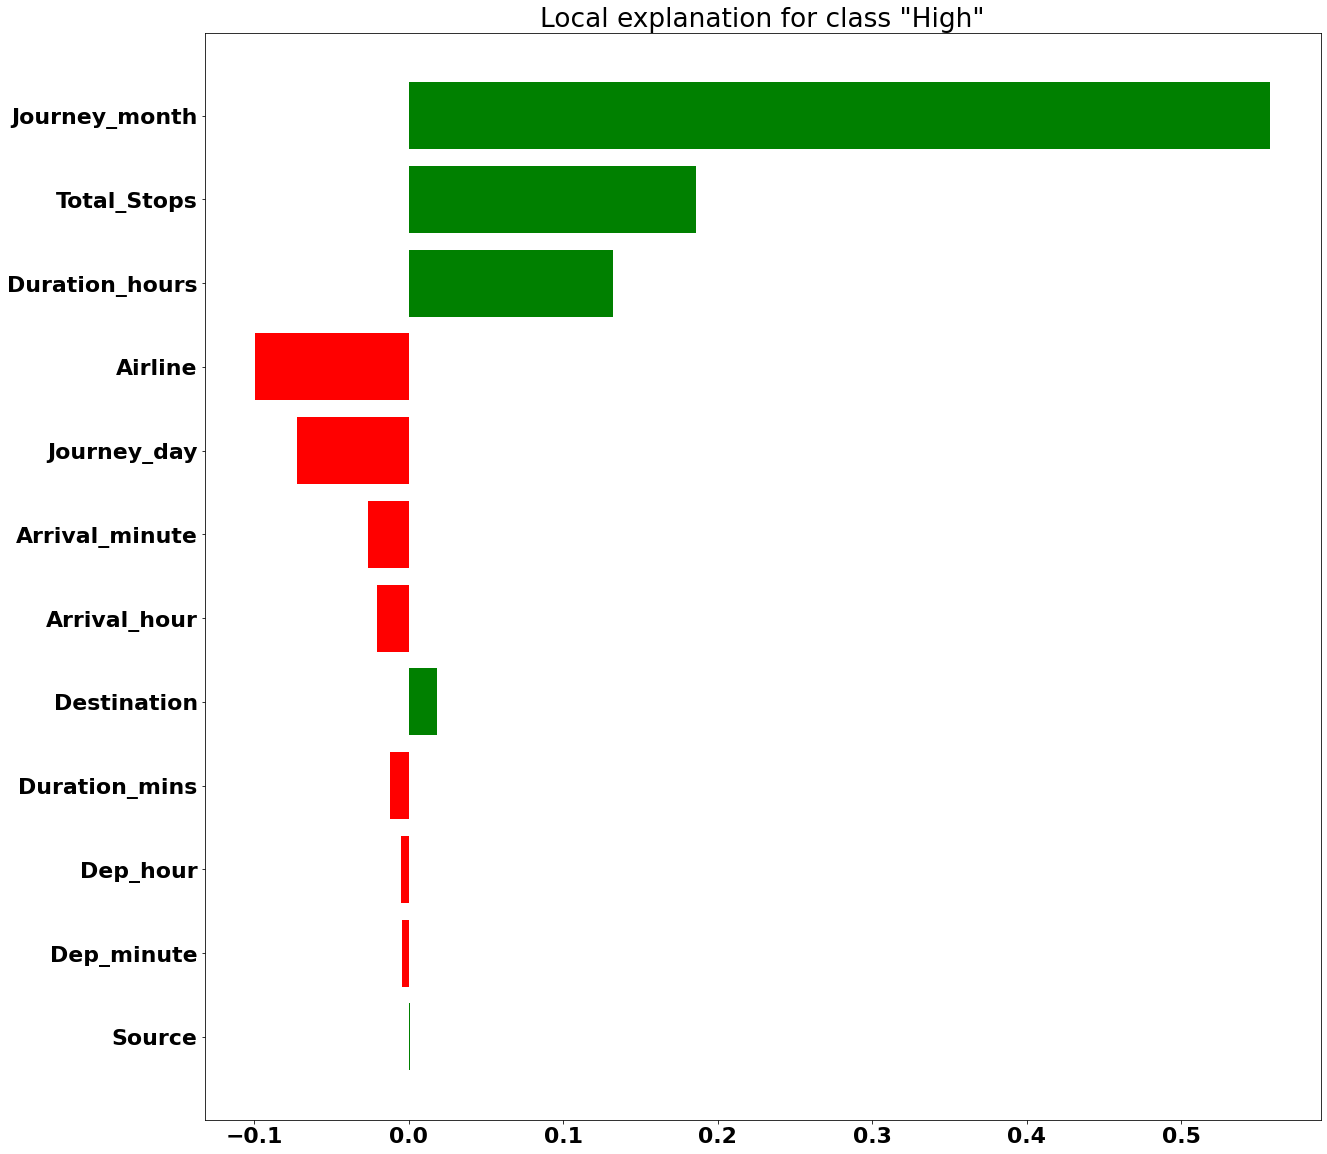 Local explanation for class "High"
Journey_month
Total_Stops
Duration_hours
Airline
Journey_day
Arrival_minute
Arrival_hour
Destination
Duration_mins
Dep_hour
Dep_minute
Source
−0.1 0.0 0.1 0.2 0.3 0.4 0.5